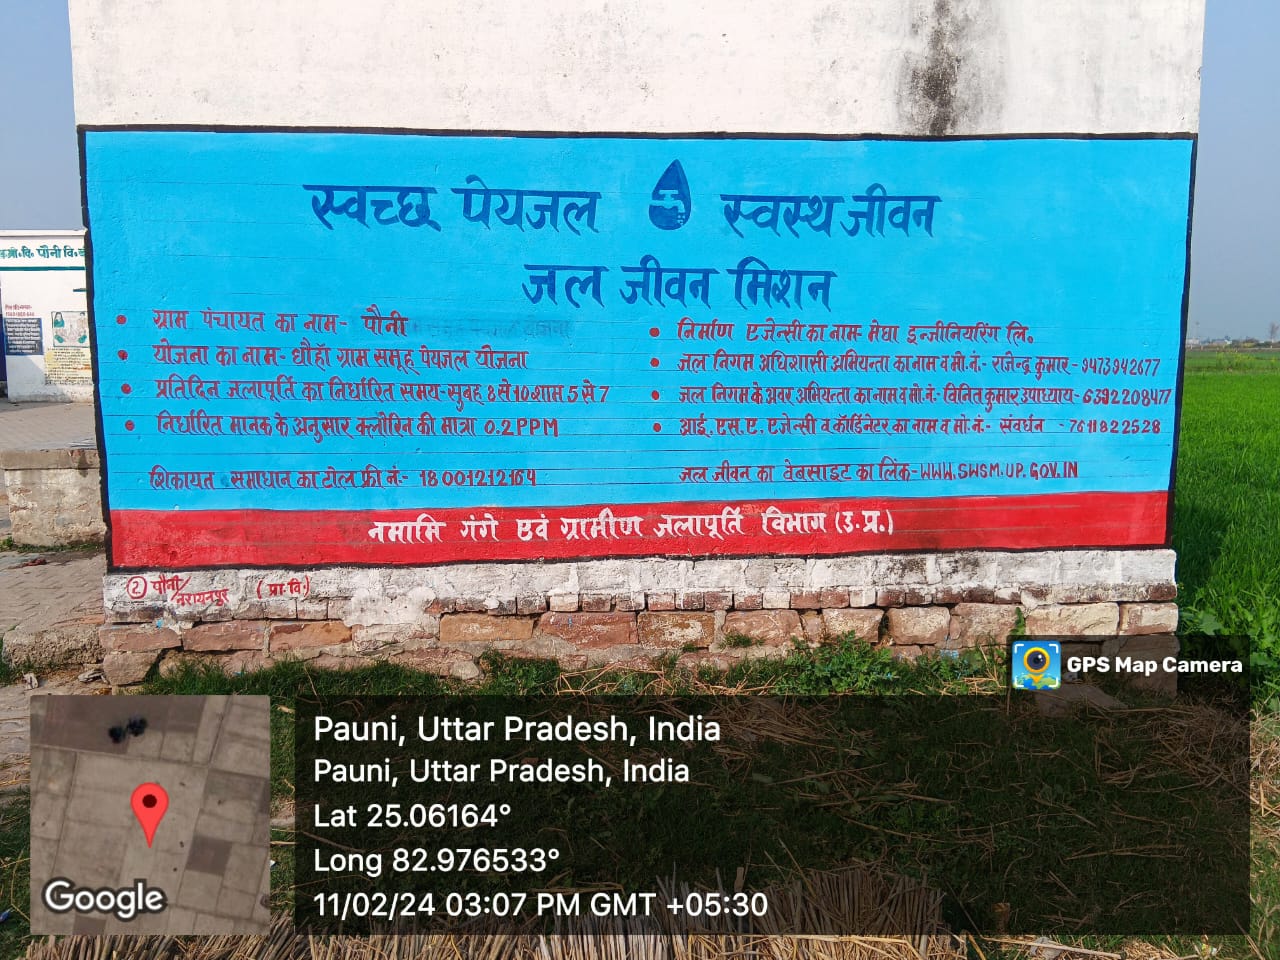 स्वच्छ पेयजल स्वस्थ जीवन
जल जीवन मिशन
ग्राम पंचायत का नाम- पौनी
योजना का नाम- धौहॉ ग्राम समूह पेयजल योजना
प्रतिदिन जलापूर्ति का निर्धारित समय-सुबह 8 से 10 शाम 5 से 7
निर्धारित मानक के अनुसार क्लोरिन की मात्रा 0.2PPM
शिकायत समाधान का टोल फ्री नं.- 18001212164
निर्माण एजेन्सी का नाम- मेघा इन्जीनियरिंग लि.
जल निगम अधिशासी अभियन्ता का नाम व मो.नं.- राजेन्द्र कुमार - 9473942677
जल निगम के अवर अभियन्ता का नाम व मो.नं- विनित कुमार उपाध्याय - 6392208477
आई.एस.ए. एजेन्सी व कॉर्डिनेटर का नाम व मो.नं.- संवर्धन - 7611822528
जल जीवन का वेबसाइट का लिंक-WWW.SWSM.UP.GOV.IN
नमामि गंगे एवं ग्रामीण जलापूर्ति विभाग (उ.प्र.)
2 पौनी/नरायनपुर (प्रा.वि.)
पौनी वि.
GPS Map Camera
Pauni, Uttar Pradesh, India
Pauni, Uttar Pradesh, India
Lat 25.06164°
Long 82.976533°
11/02/24 03:07 PM GMT +05:30
Google